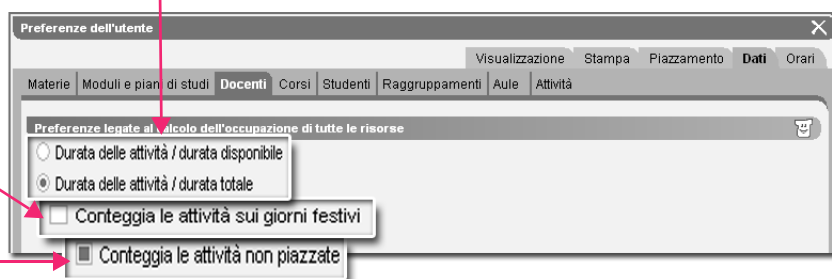 Preferenze dell'utente
Visualizzazione Stampa Piazzamento Dati Orari
Materie Moduli e piani di studi Docenti Corsi Studenti Raggruppamenti Aule Attività
Preferenze legate al calcolo dell'occupazione di tutte le risorse
Durata delle attività / durata disponibile
Durata delle attività / durata totale
Conteggia le attività sui giorni festivi
Conteggia le attività non piazzate